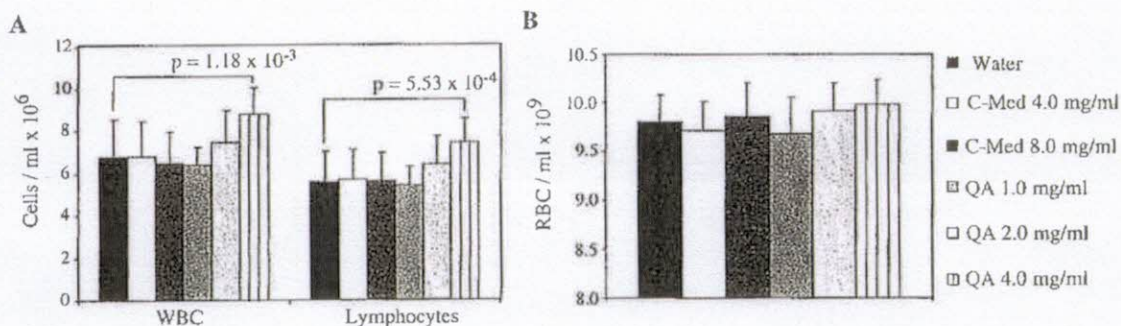 A
Cells / ml x 10⁶
12
10
8
6
4
2
0
p = 1.18 x 10⁻³
p = 5.53 x 10⁻⁴
WBC
Lymphocytes
B
RBC / ml x 10⁹
10.5
10.0
9.5
9.0
8.5
8.0
Water
C-Med 4.0 mg/ml
C-Med 8.0 mg/ml
QA 1.0 mg/ml
QA 2.0 mg/ml
QA 4.0 mg/ml